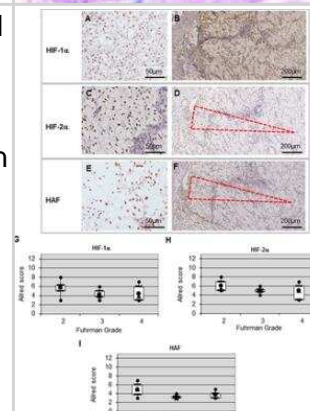 A
B
HIF-1α
50μm
200μm
C
D
HIF-2α
50μm
200μm
E
F
HAF
50μm
200μm
G
HIF-1α
H
HIF-2α
Allred score
12
10
8
6
4
2
0
2
3
4
Fuhrman Grade
Allred score
12
10
8
6
4
2
0
2
3
4
Fuhrman Grade
I
HAF
Allred score
12
10
8
6
4
2